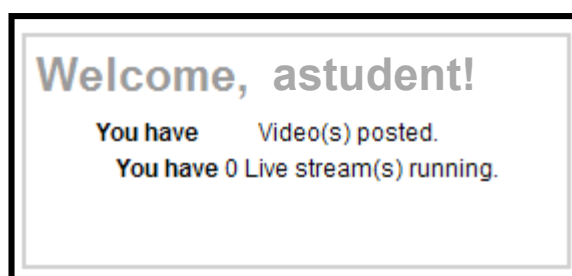 Welcome, astudent!
You have Video(s) posted.
You have 0 Live stream(s) running.